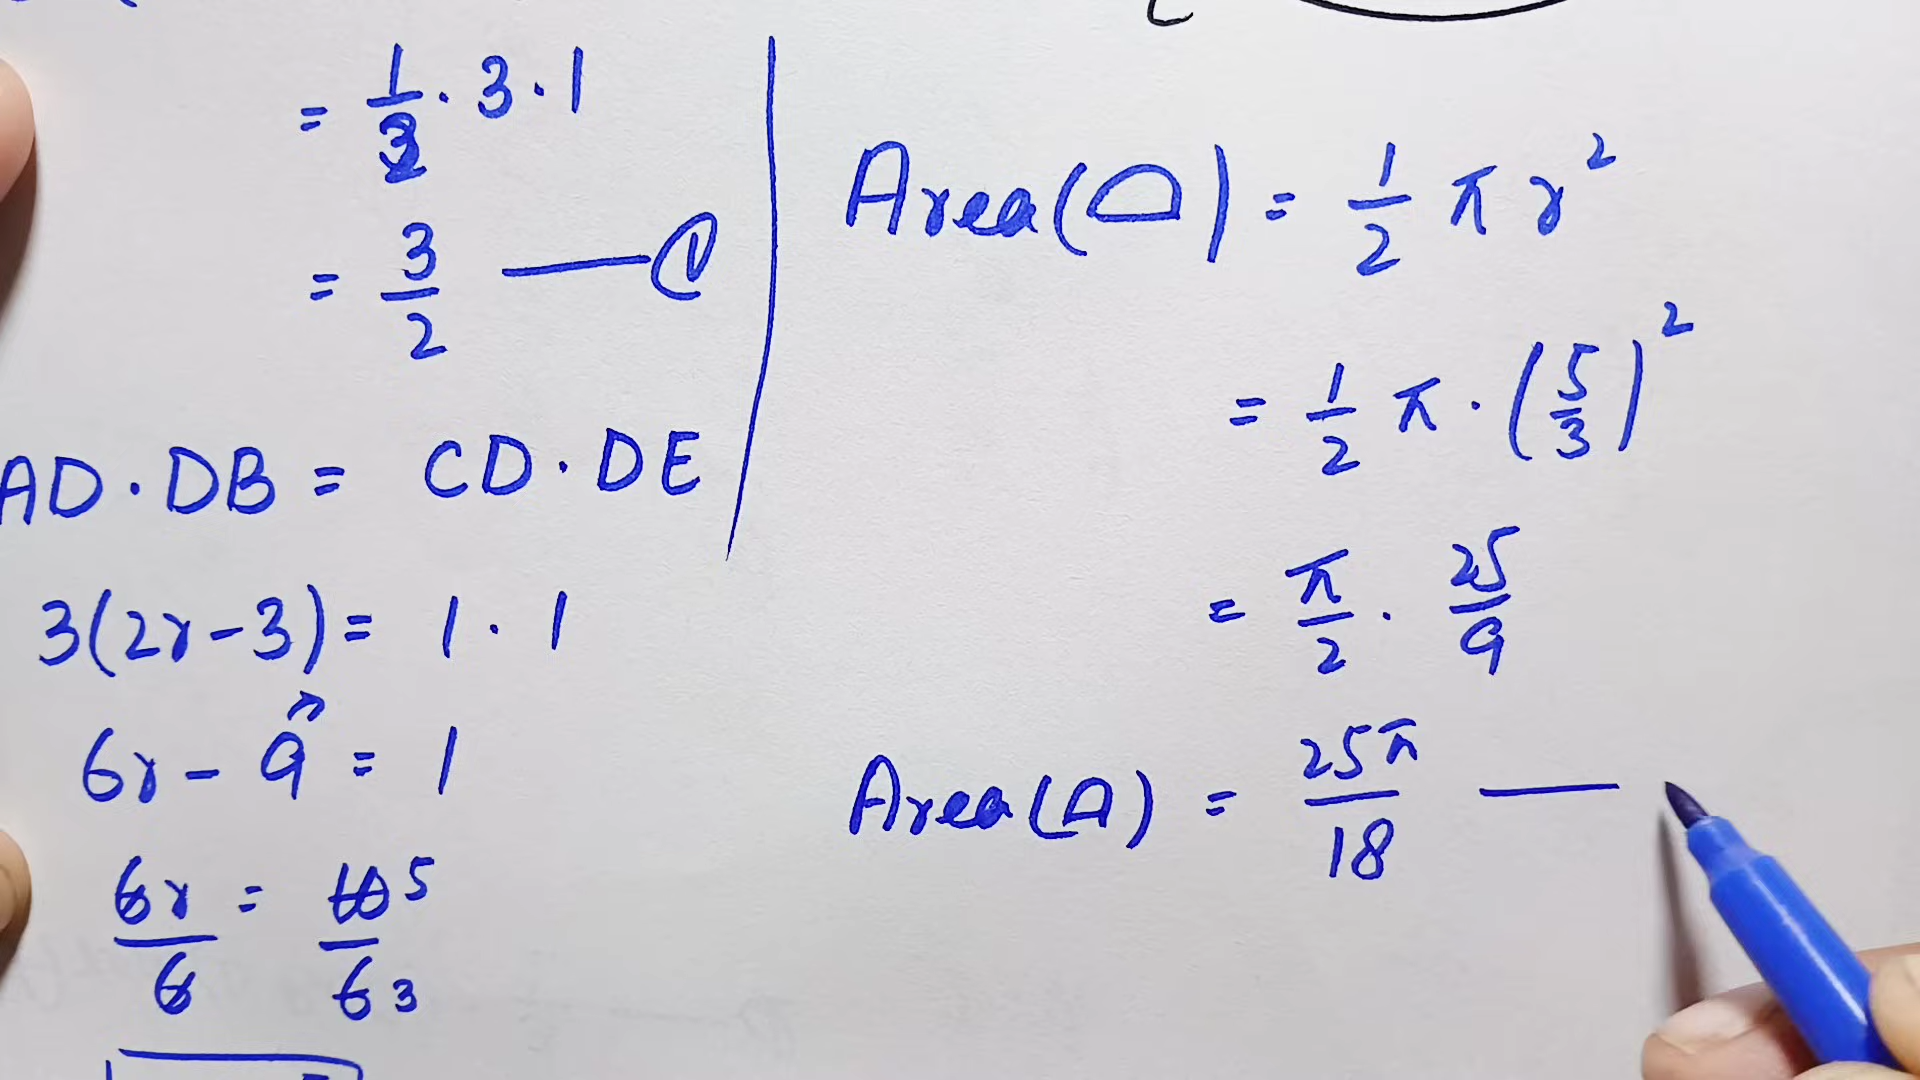 = 1/2 · 3 · 1
= 3/2 —— ①
AD · DB = CD · DE
3(2r - 3) = 1 · 1
6r - 9 = 1
6r/6 = 10 5/6 3
Area(⌓) = 1/2 π r²
= 1/2 π · (5/3)²
= π/2 · 25/9
Area(⌓) = 25π/18 ——